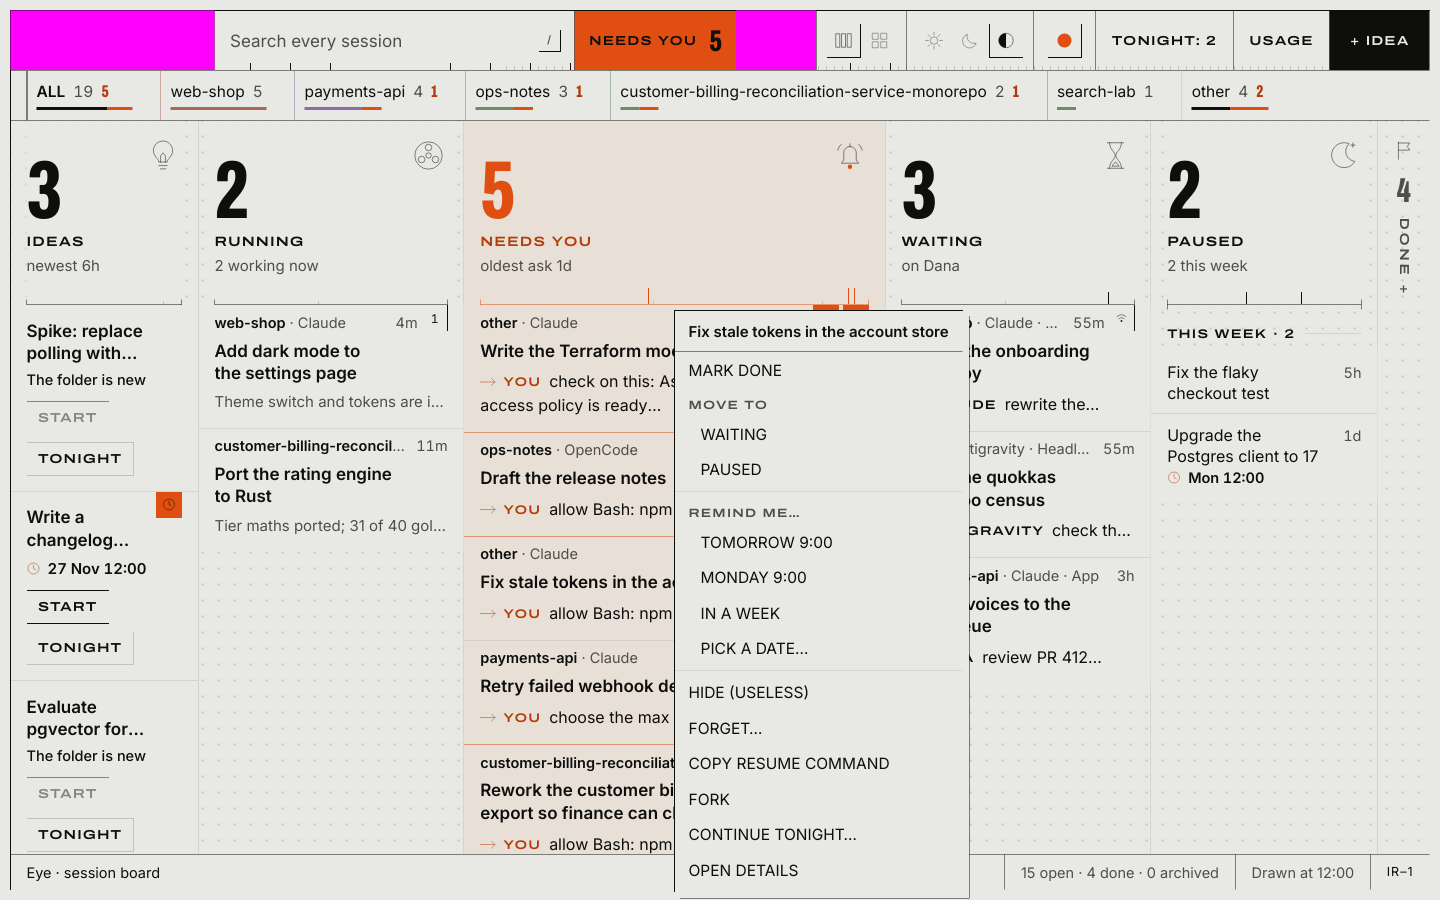 Search every session
/
NEEDS YOU 5
TONIGHT: 2
USAGE
+ IDEA
ALL 19 5
web-shop 5
payments-api 4 1
ops-notes 3 1
customer-billing-reconciliation-service-monorepo 2 1
search-lab 1
other 4 2
3
IDEAS
newest 6h
Spike: replace
polling with...
The folder is new
START
TONIGHT
Write a
changelog...
27 Nov 12:00
START
TONIGHT
Evaluate
pgvector for...
The folder is new
START
TONIGHT
2
RUNNING
2 working now
web-shop · Claude 4m 1
Add dark mode to
the settings page
Theme switch and tokens are i...
customer-billing-reconcil... 11m
Port the rating engine
to Rust
Tier maths ported; 31 of 40 gol...
5
NEEDS YOU
oldest ask 1d
other · Claude
Write the Terraform mo
→ YOU check on this: As
access policy is ready...
ops-notes · OpenCode
Draft the release notes
→ YOU allow Bash: npm
other · Claude
Fix stale tokens in the a
→ YOU allow Bash: npm
payments-api · Claude
Retry failed webhook de
→ YOU choose the max
customer-billing-reconciliat
Rework the customer bi
export so finance can c
→ YOU allow Bash: npm
Fix stale tokens in the account store
MARK DONE
MOVE TO
WAITING
PAUSED
REMIND ME...
TOMORROW 9:00
MONDAY 9:00
IN A WEEK
PICK A DATE...
HIDE (USELESS)
FORGET...
COPY RESUME COMMAND
FORK
CONTINUE TONIGHT...
OPEN DETAILS
3
WAITING
on Dana
· Claude · ... 55m
he onboarding
y
DE rewrite the...
tigravity · Headl... 55m
e quokkas
o census
GRAVITY check th...
-api · Claude · App 3h
voices to the
eue
review PR 412...
2
PAUSED
2 this week
THIS WEEK · 2
Fix the flaky 5h
checkout test
Upgrade the 1d
Postgres client to 17
Mon 12:00
4 DONE +
Eye · session board
15 open · 4 done · 0 archived
Drawn at 12:00
IR–1